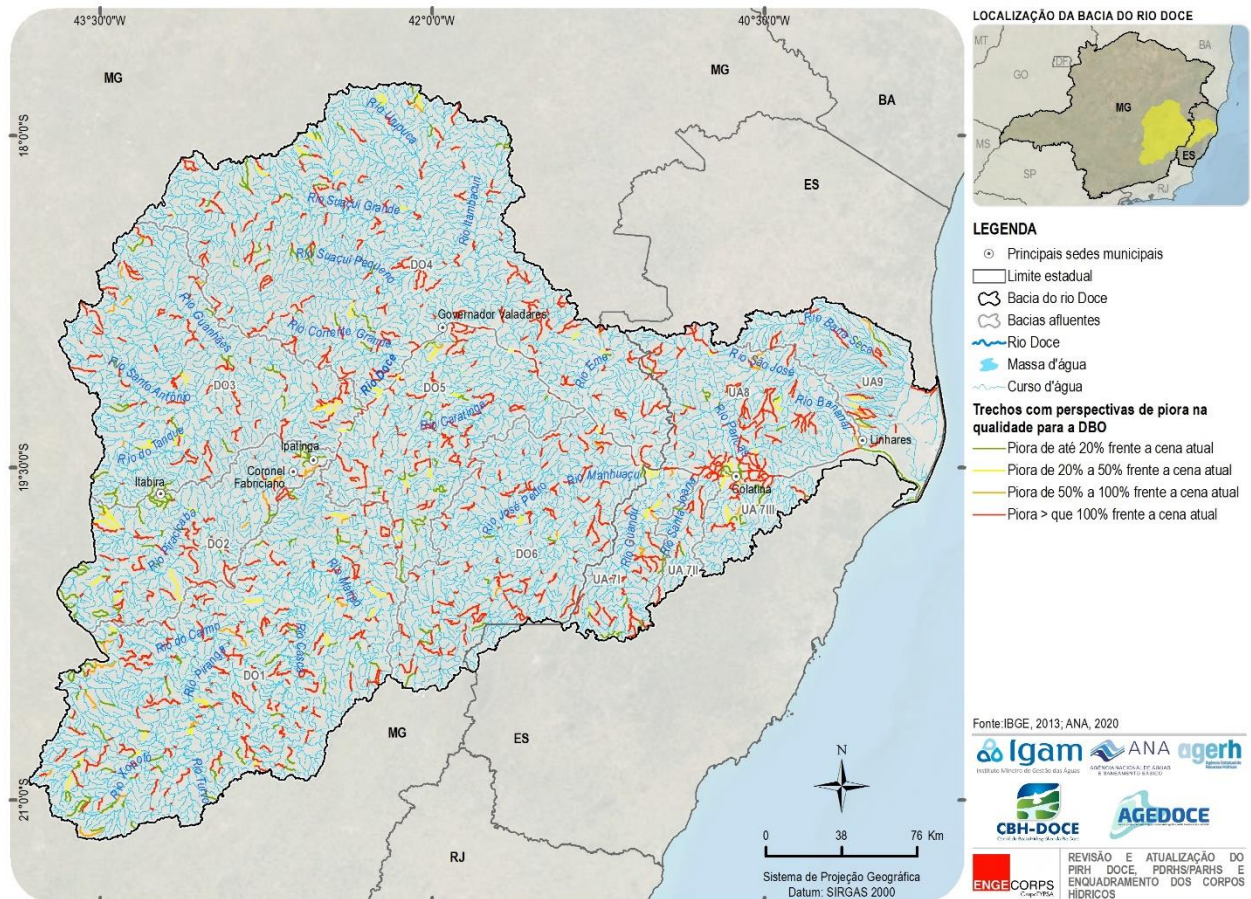 43°30'0"W
42°0'0"W
40°30'0"W
18°0'0"S
19°30'0"S
21°0'0"S
MG
MG
BA
ES
MG
ES
RJ
Rio Urupuca
Rio Suaçuí Grande
Rio Itambacuri
Rio Suaçuí Pequeno
DO4
Governador Valadares
Rio Guanhães
Rio Corrente Grande
Rio Doce
Rio Santo Antônio
DO3
DO5
Rio Eme
Rio Caratinga
Rio do Tanque
Ipatinga
Coronel
Fabriciano
Itabira
Rio Piracicaba
DO2
Rio Manhuaçu
Rio José Pedro
DO6
Rio Matipó
Rio Casca
Rio do Carmo
Rio Piranga
DO1
Rio Xopotó
Rio Turvo
Rio Barra Seca
Rio São José
UA9
UA8
Rio Bananal
Rio Pancas
Linhares
Colatina
Rio Santa Joana
UA 7III
Rio Guandu
UA 7II
UA 7I
N
0 38 76 Km
Sistema de Projeção Geográfica
Datum: SIRGAS 2000
LOCALIZAÇÃO DA BACIA DO RIO DOCE
MT
BA
DF
GO
MG
MS
ES
SP
RJ
LEGENDA
Principais sedes municipais
Limite estadual
Bacia do rio Doce
Bacias afluentes
Rio Doce
Massa d'água
Curso d'água
Trechos com perspectivas de piora na
qualidade para a DBO
Piora de até 20% frente a cena atual
Piora de 20% a 50% frente a cena atual
Piora de 50% a 100% frente a cena atual
Piora > que 100% frente a cena atual
Fonte:IBGE, 2013; ANA, 2020
Igam
Instituto Mineiro de Gestão das Águas
ANA
AGÊNCIA NACIONAL DE ÁGUAS
E SANEAMENTO BÁSICO
agerh
CBH-DOCE
AGEDOCE
ENGECORPS
REVISÃO E ATUALIZAÇÃO DO
PIRH DOCE, PDRHS/PARHS E
ENQUADRAMENTO DOS CORPOS
HÍDRICOS